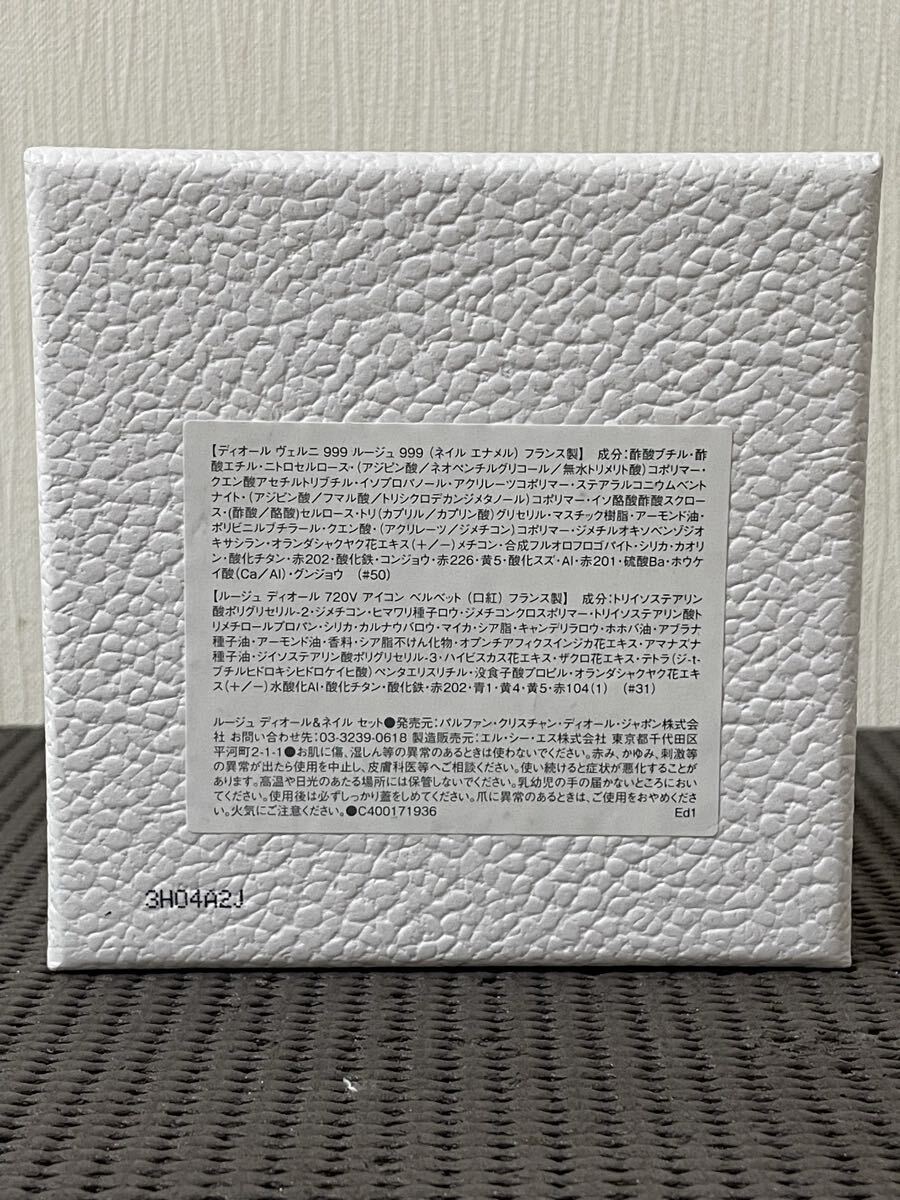 【ディオール ヴェルニ 999 ルージュ 999 (ネイル エナメル) フランス製】 成分：酢酸ブチル・酢
酸エチル・ニトロセルロース・(アジピン酸／ネオペンチルグリコール／無水トリメリト酸)コポリマー・
クエン酸アセチルトリブチル・イソプロパノール・アクリレーツコポリマー・ステアラルコニウムベント
ナイト・(アジピン酸／フマル酸／トリシクロデカンジメタノール)コポリマー・イソ酪酸酢酸スクロー
ス・(酢酸／酪酸)セルロース・トリ(カプリル／カプリン酸)グリセリル・マスチック樹脂・アーモンド油・
ポリビニルブチラール・クエン酸・(アクリレーツ／ジメチコン)コポリマー・ジメチルオキソベンゾジオ
キサシラン・オランダシャクヤク花エキス(＋/－)メチコン・合成フルオロフロゴパイト・シリカ・カオリ
ン・酸化チタン・赤202・酸化鉄・コンジョウ・赤226・黄5・酸化スズ・Al・赤201・硫酸Ba・ホウケ
イ酸(Ca/Al)・グンジョウ (#50)
【ルージュ ディオール 720V アイコン ベルベット (口紅) フランス製】 成分：トリイソステアリン
酸ポリグリセリル-2・ジメチコン・ヒマワリ種子ロウ・ジメチコンクロスポリマー・トリイソステアリン酸ト
リメチロールプロパン・シリカ・カルナウバロウ・マイカ・シア脂・キャンデリラロウ・ホホバ油・アブラナ
種子油・アーモンド油・香料・シア脂不けん化物・オプンチアフィクスインジカ花エキス・アマナズナ
種子油・ジイソステアリン酸ポリグリセリル-3・ハイビスカス花エキス・ザクロ花エキス・テトラ(ジ-t-
ブチルヒドロキシヒドロケイヒ酸)ペンタエリスリチル・没食子酸プロピル・オランダシャクヤク花エキ
ス(＋/－)水酸化Al・酸化チタン・酸化鉄・赤202・青1・黄4・黄5・赤104(1) (#31)
ルージュ ディオール&ネイル セット●発売元：パルファン・クリスチャン・ディオール・ジャポン株式会
社 お問い合わせ先：03-3239-0618 製造販売元：エル・シー・エス株式会社 東京都千代田区
平河町2-1-1●お肌に傷、湿しん等の異常のあるときは使わないでください。赤み、かゆみ、刺激等
の異常が出たら使用を中止し、皮膚科医等へご相談ください。使い続けると症状が悪化することが
あります。高温や日光のあたる場所には保管しないでください。乳幼児の手の届かないところにおい
てください。使用後は必ずしっかり蓋をしめてください。爪に異常のあるときは、ご使用をおやめくださ
い。火気にご注意ください。●C400171936 Ed1
3H04A2J